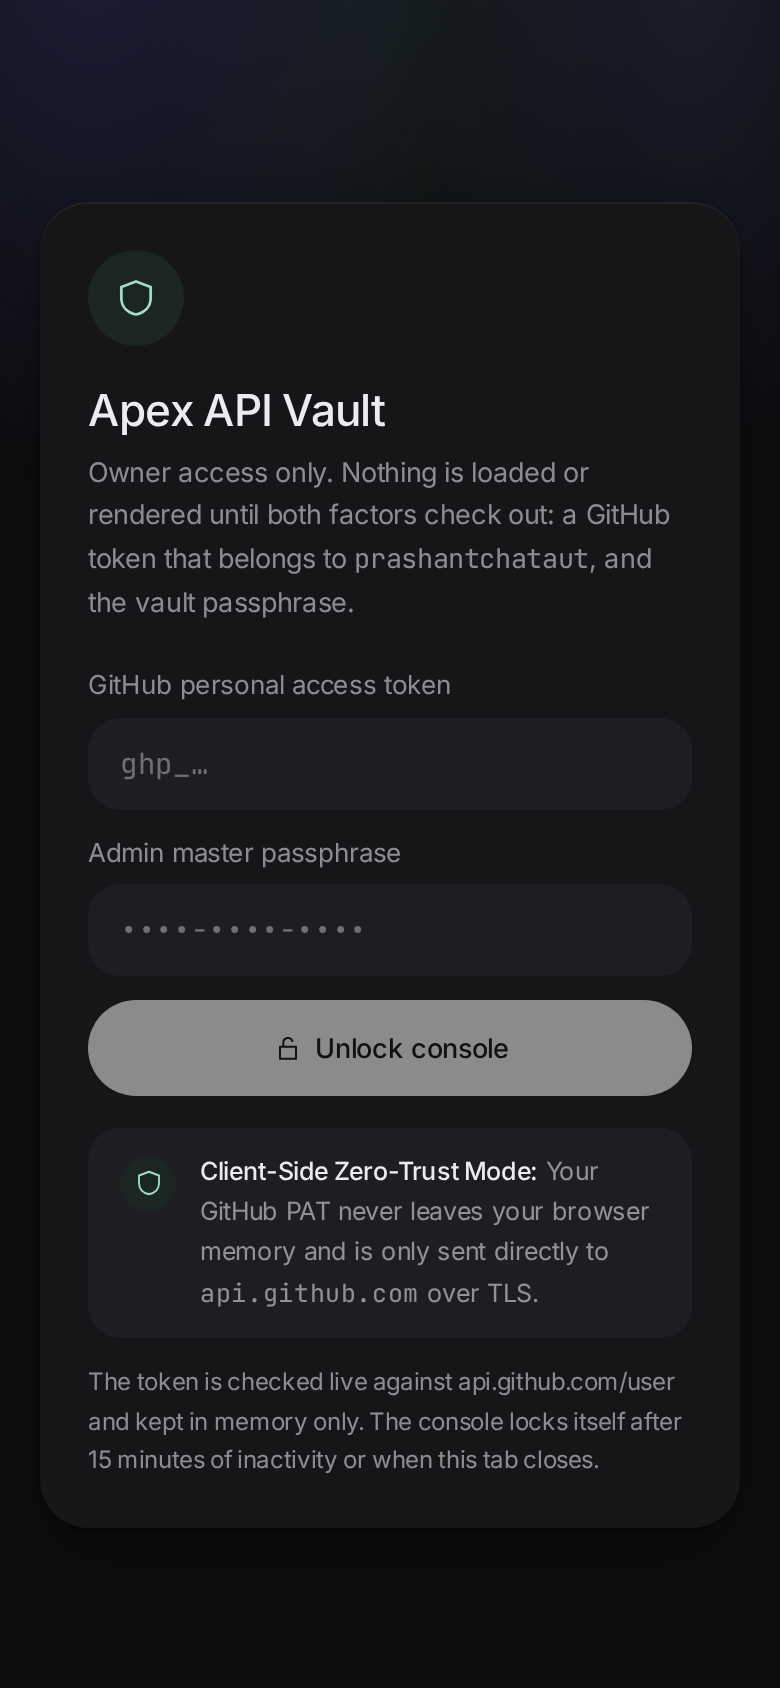 Apex API Vault
Owner access only. Nothing is loaded or
rendered until both factors check out: a GitHub
token that belongs to prashantchataut, and
the vault passphrase.
GitHub personal access token
ghp_…
Admin master passphrase
••••-••••-••••
Unlock console
Client-Side Zero-Trust Mode: Your
GitHub PAT never leaves your browser
memory and is only sent directly to
api.github.com over TLS.
The token is checked live against api.github.com/user
and kept in memory only. The console locks itself after
15 minutes of inactivity or when this tab closes.